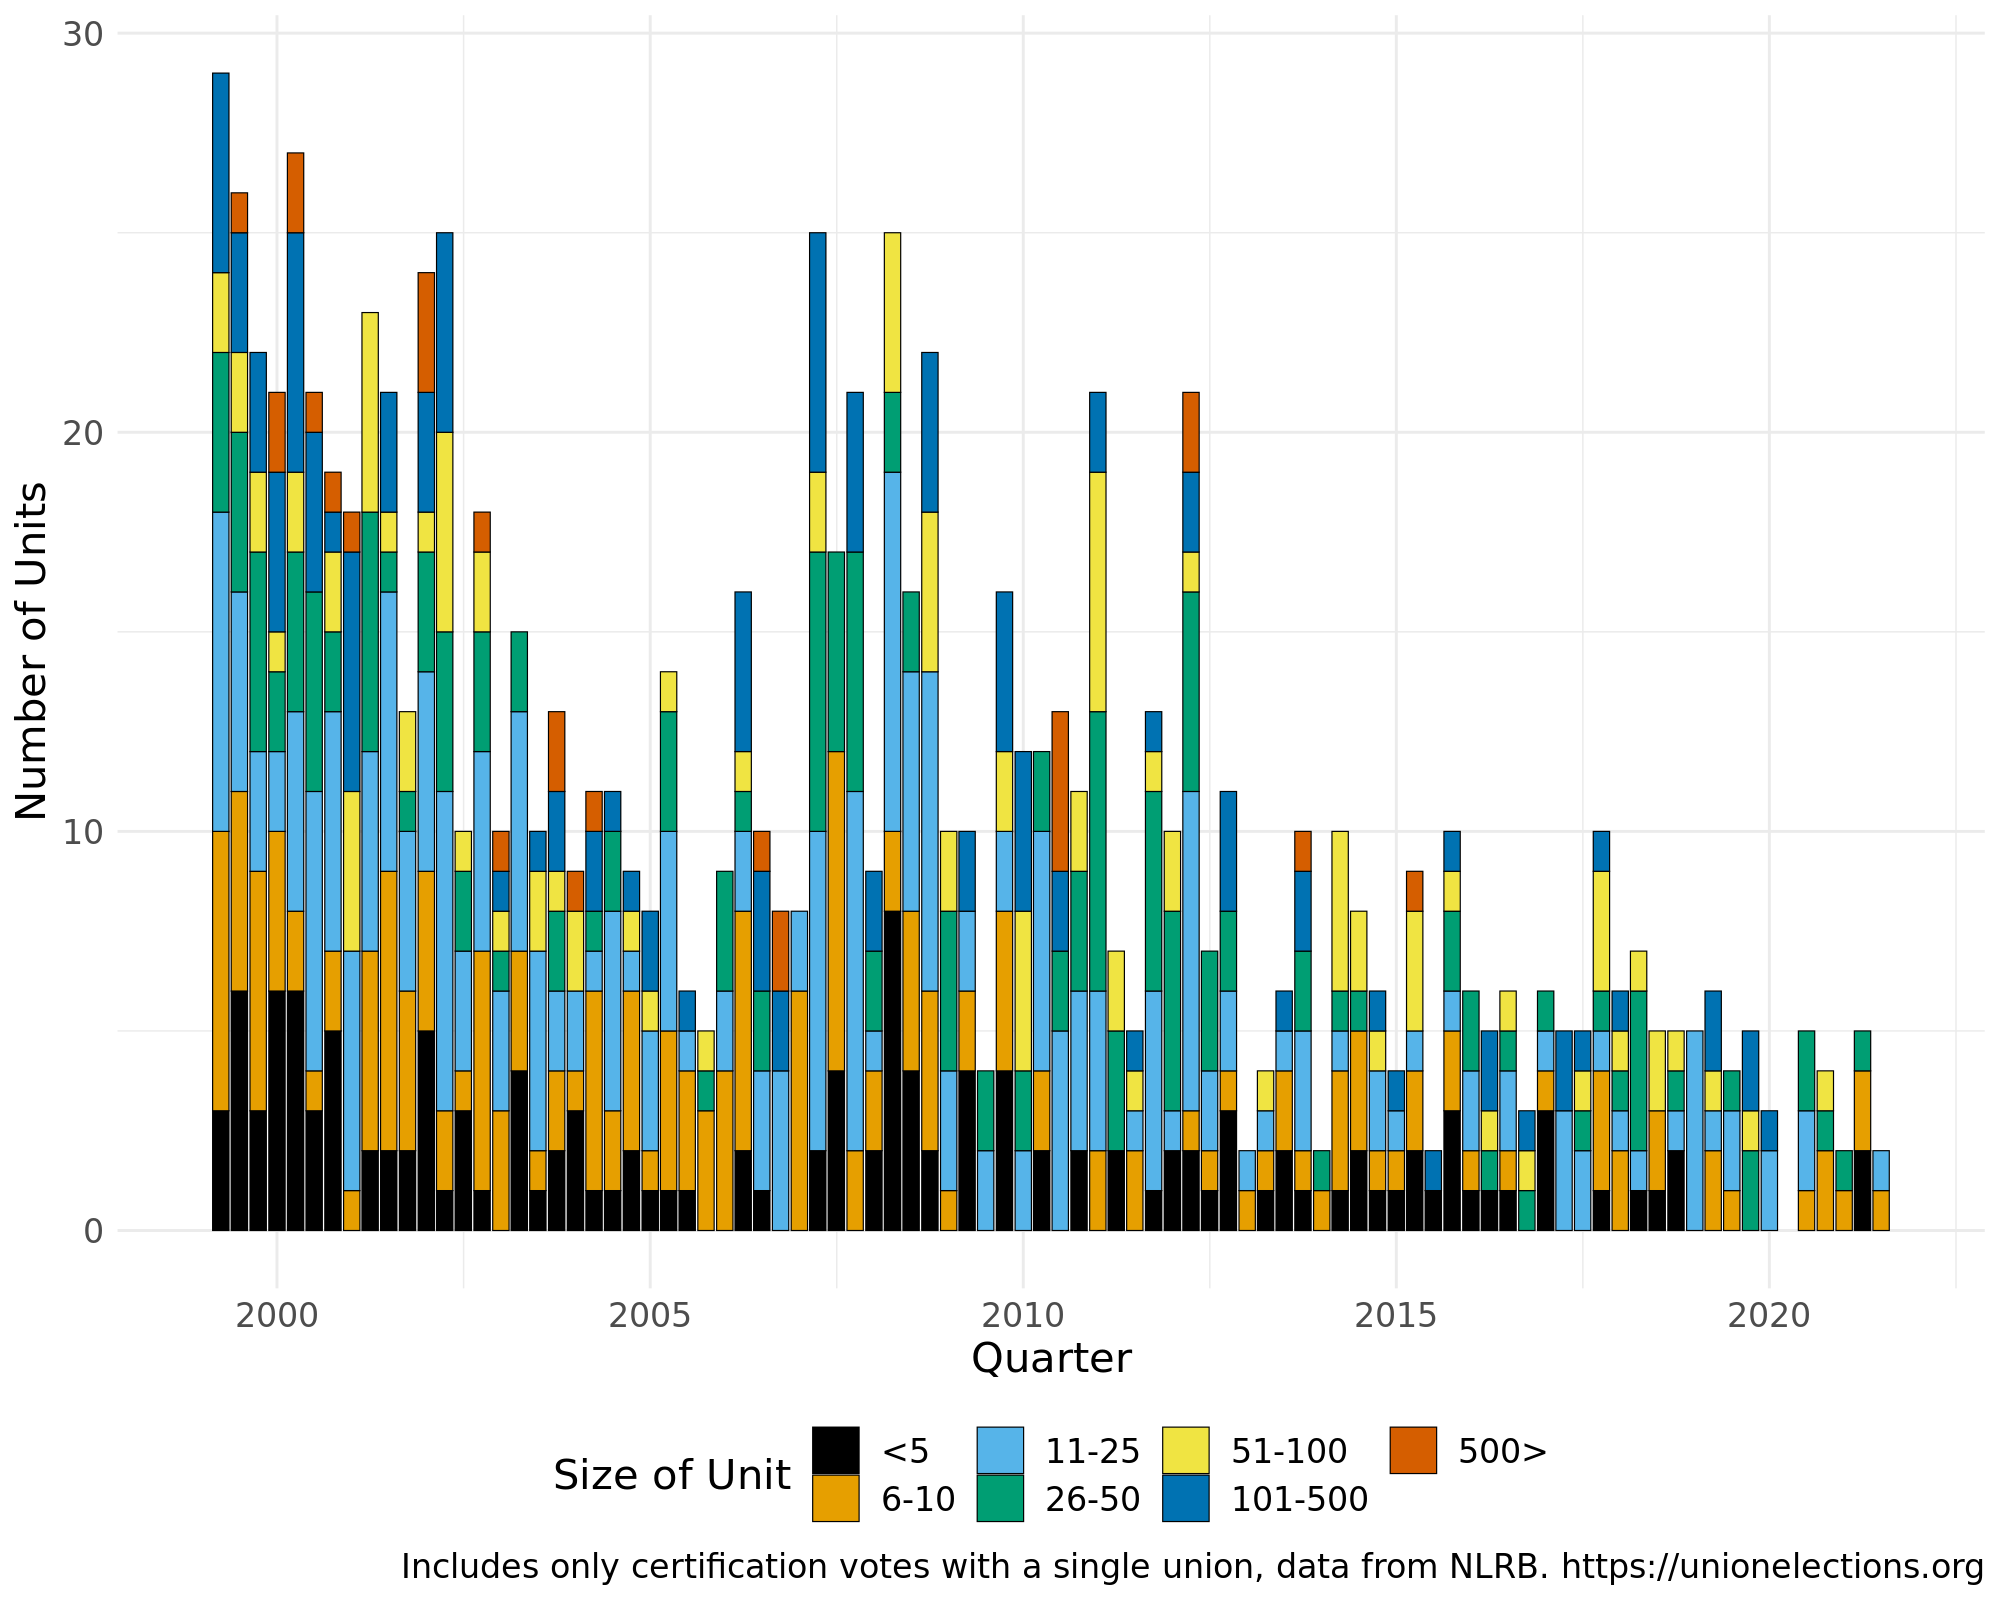 30
20
10
0
Number of Units
2000 2005 2010 2015 2020
Quarter
Size of Unit
<5 11-25 51-100 500>
6-10 26-50 101-500
Includes only certification votes with a single union, data from NLRB. https://unionelections.org